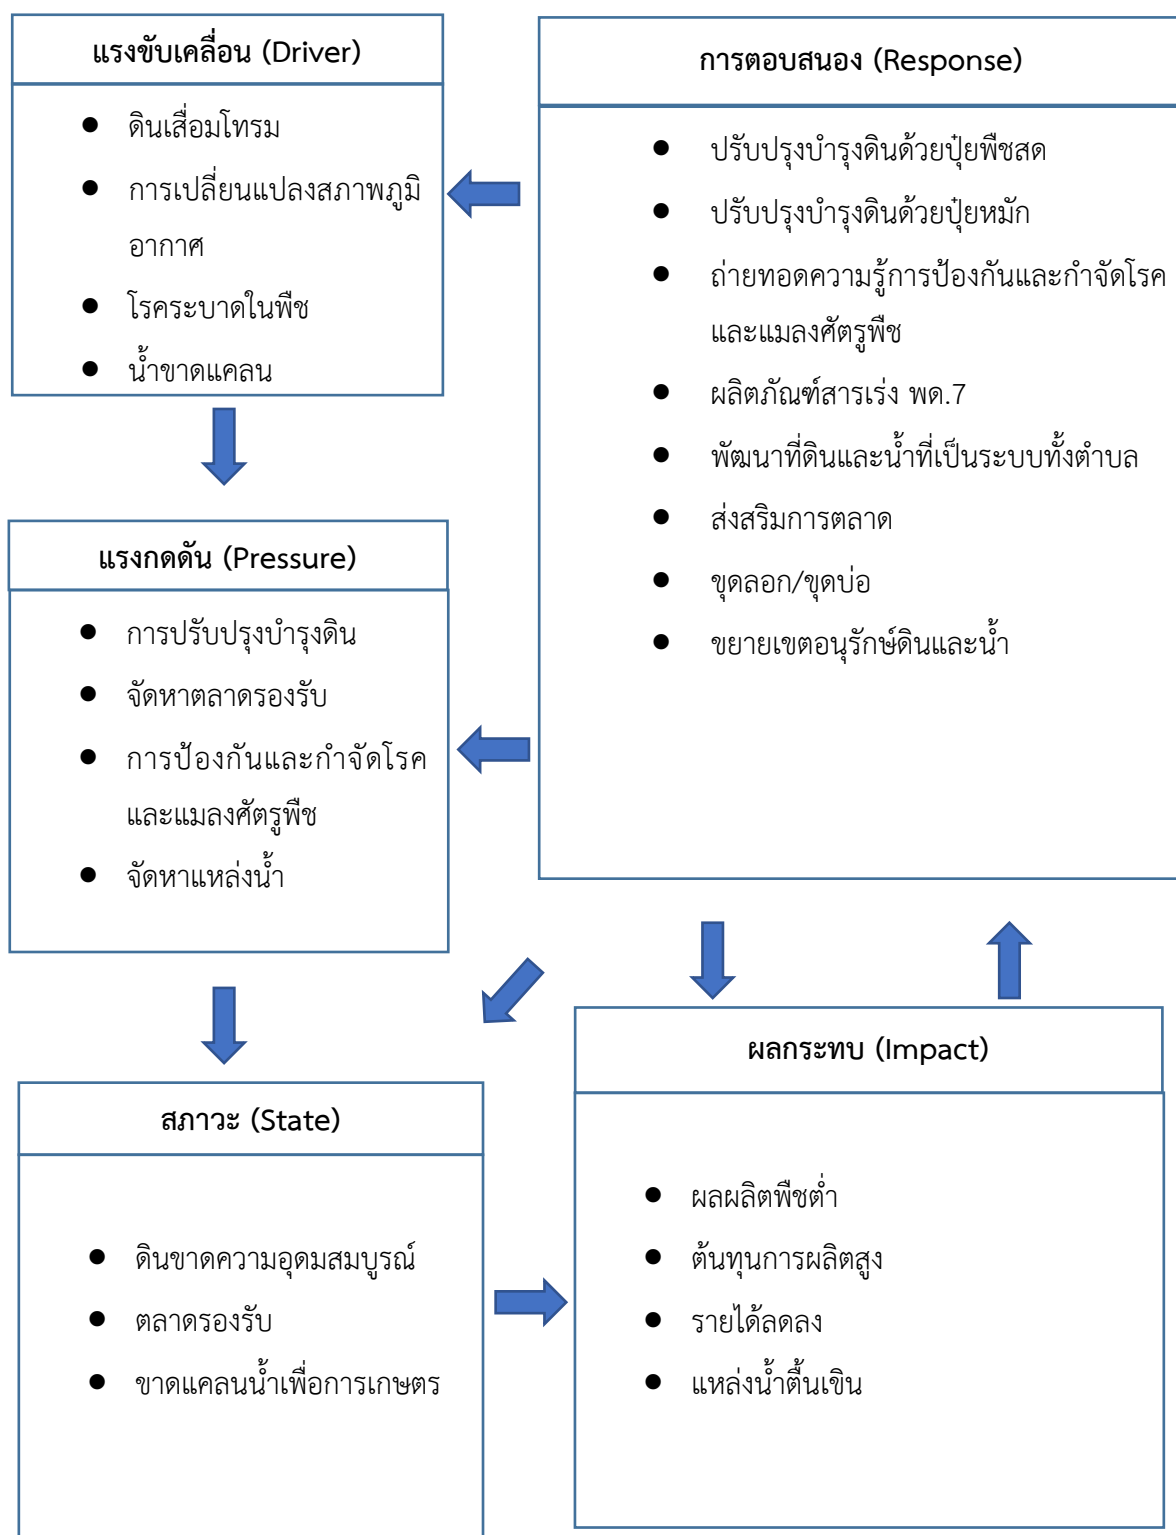 แรงขับเคลื่อน (Driver)
ดินเสื่อมโทรม
การเปลี่ยนแปลงสภาพภูมิ
อากาศ
โรคระบาดในพืช
น้ำขาดแคลน
การตอบสนอง (Response)
ปรับปรุงบำรุงดินด้วยปุ๋ยพืชสด
ปรับปรุงบำรุงดินด้วยปุ๋ยหมัก
ถ่ายทอดความรู้การป้องกันและกำจัดโรค
และแมลงศัตรูพืช
ผลิตภัณฑ์สารเร่ง พด.7
พัฒนาที่ดินและน้ำที่เป็นระบบทั้งตำบล
ส่งสริมการตลาด
ขุดลอก/ขุดบ่อ
ขยายเขตอนุรักษ์ดินและน้ำ
แรงกดดัน (Pressure)
การปรับปรุงบำรุงดิน
จัดหาตลาดรองรับ
การป้องกันและกำจัดโรค
และแมลงศัตรูพืช
จัดหาแหล่งน้ำ
สภาวะ (State)
ดินขาดความอุดมสมบูรณ์
ตลาดรองรับ
ขาดแคลนน้ำเพื่อการเกษตร
ผลกระทบ (Impact)
ผลผลิตพืชต่ำ
ต้นทุนการผลิตสูง
รายได้ลดลง
แหล่งน้ำตื้นเขิน